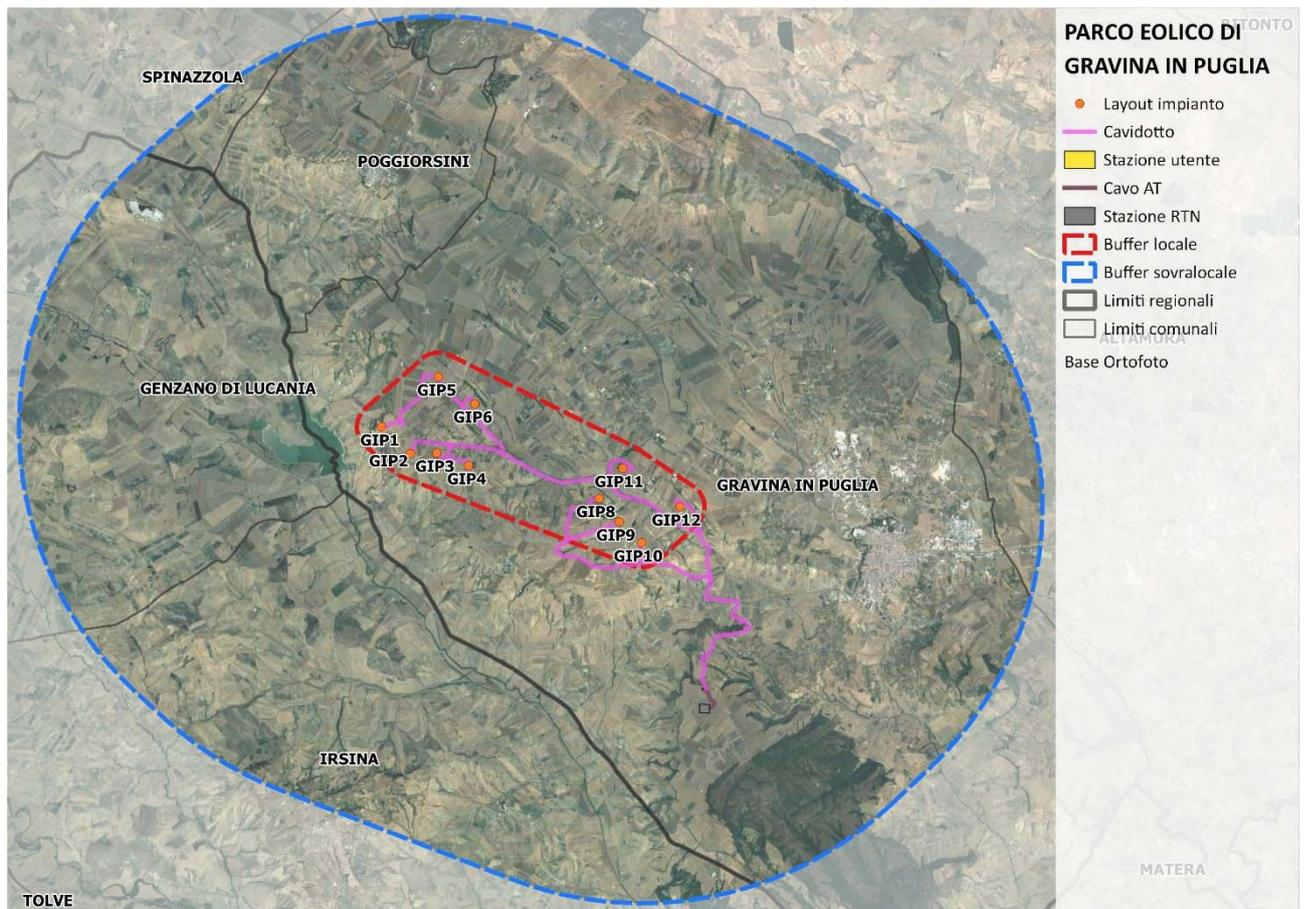 SPINAZZOLA
POGGIORSINI
GENZANO DI LUCANIA
GIP5
GIP6
GIP1
GIP2
GIP3
GIP4
GIP11
GRAVINA IN PUGLIA
GIP8
GIP12
GIP9
GIP10
IRSINA
TOLVE
BITONTO
PARCO EOLICO DI
GRAVINA IN PUGLIA
Layout impianto
Cavidotto
Stazione utente
Cavo AT
Stazione RTN
Buffer locale
Buffer sovralocale
Limiti regionali
Limiti comunali
ALTAMURA
Base Ortofoto
MATERA